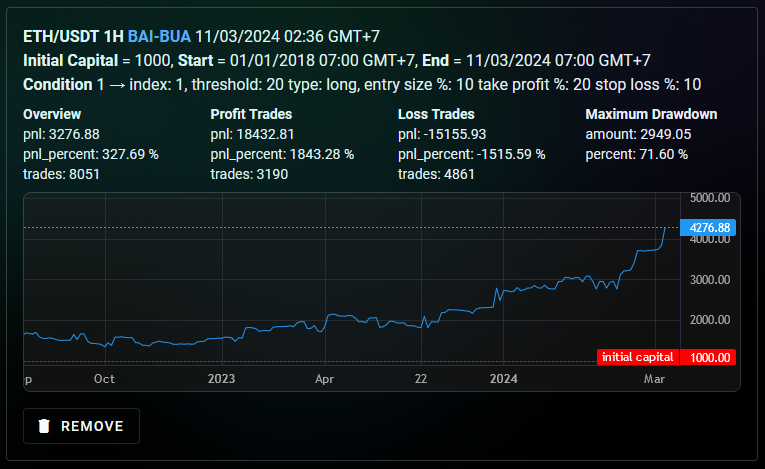 ETH/USDT 1H BAI-BUA 11/03/2024 02:36 GMT+7
Initial Capital = 1000, Start = 01/01/2018 07:00 GMT+7, End = 11/03/2024 07:00 GMT+7
Condition 1 → index: 1, threshold: 20 type: long, entry size %: 10 take profit %: 20 stop loss %: 10
Overview
pnl: 3276.88
pnl_percent: 327.69 %
trades: 8051
Profit Trades
pnl: 18432.81
pnl_percent: 1843.28 %
trades: 3190
Loss Trades
pnl: -15155.93
pnl_percent: -1515.59 %
trades: 4861
Maximum Drawdown
amount: 2949.05
percent: 71.60 %
5000.00
4276.88
4000.00
3000.00
2000.00
initial capital 1000.00
p Oct 2023 Apr 22 2024 Mar
REMOVE